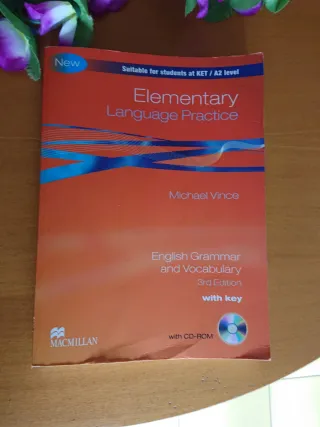 New
Suitable for students at KET / A2 level
Elementary
Language Practice
Michael Vince
English Grammar
and Vocabulary
3rd Edition
with key
with CD-ROM
MACMILLAN